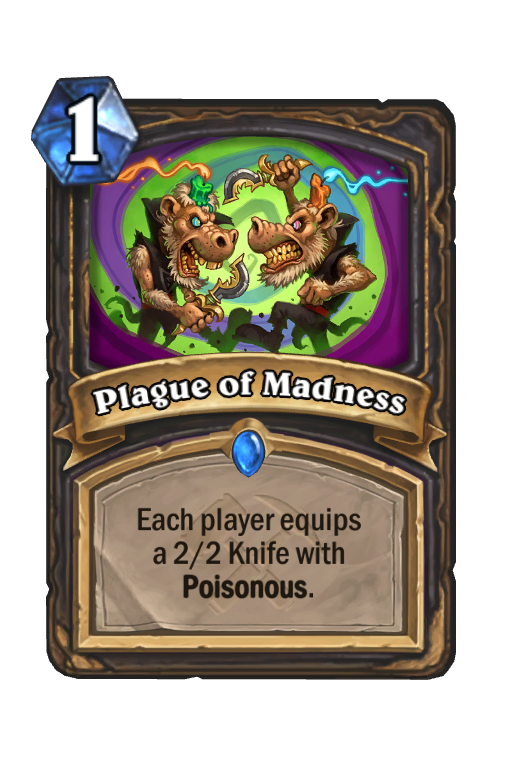 1
Plague of Madness
Each player equips
a 2/2 Knife with
Poisonous.